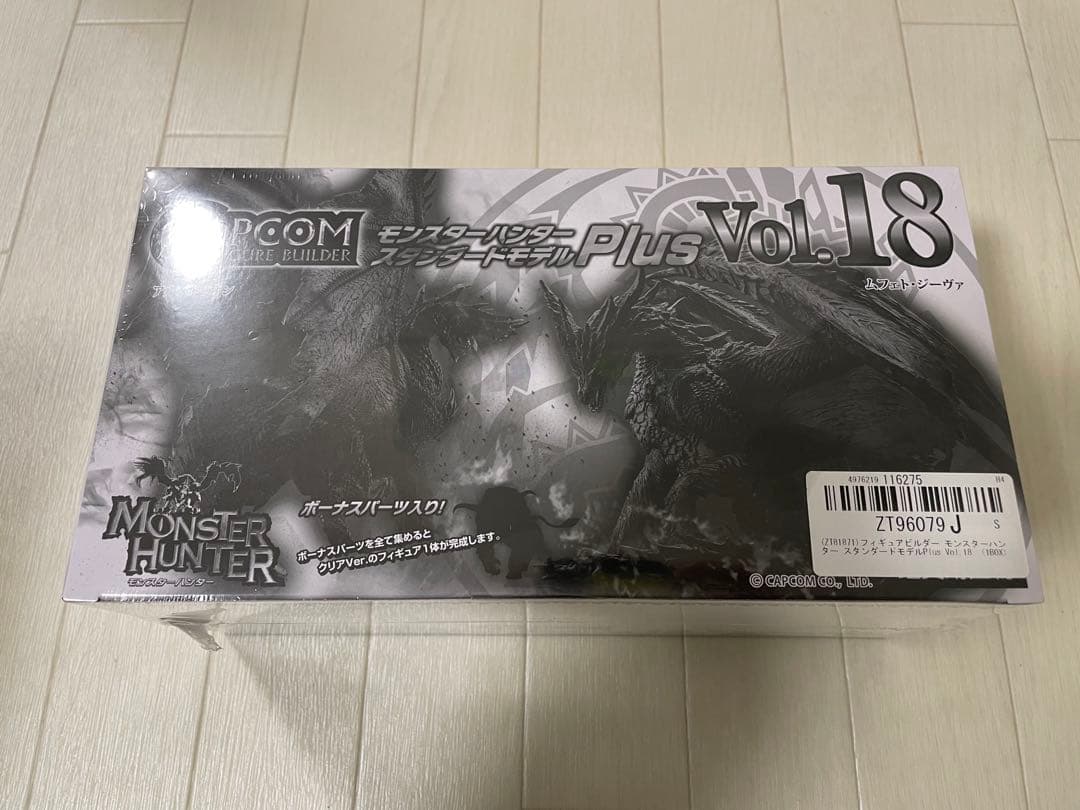 CAPCOM
FIGURE BUILDER
モンスターハンター
スタンダードモデル Plus
Vol.18
ムフェト・ジーヴァ
MONSTER
HUNTER
モンスターハンター
ボーナスパーツ入り!
ボーナスパーツを全て集めると
クリアVer.のフィギュア1体が完成します。
4976219 116275 H4
ZT96079 J S
(ZTB1871)フィギュアビルダー モンスターハン
ター スタンダードモデルPlus Vol.18 (1BOX)
© CAPCOM CO., LTD.